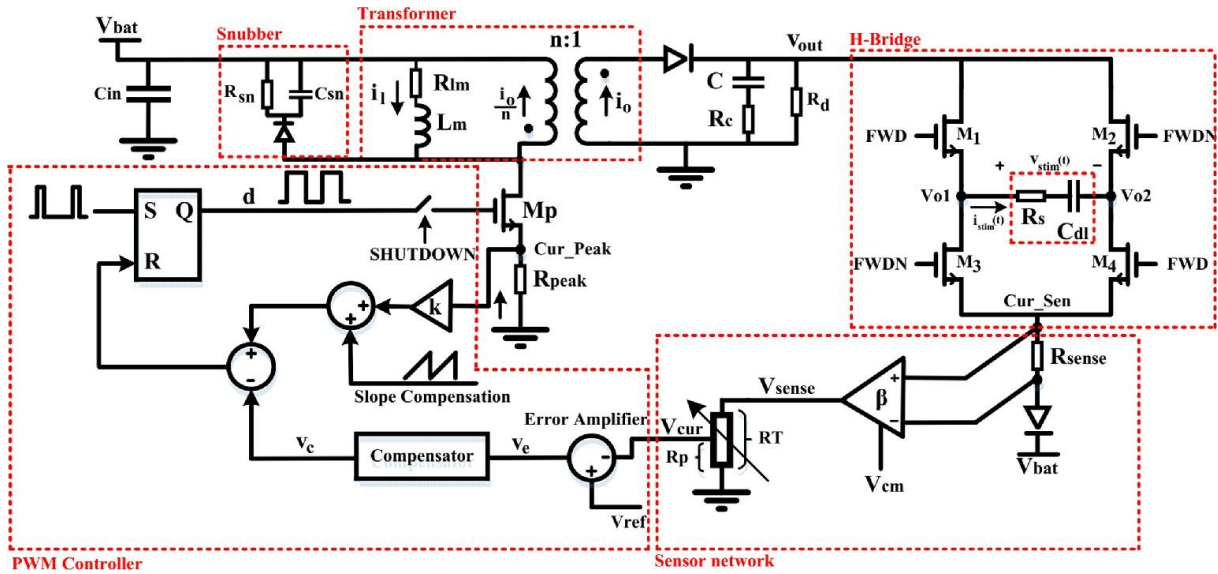 Transformer
Snubber
H-Bridge
Vbat
n:1
vout
Cin
Rsn
Csn
il
Rlm
Lm
io/n
io
C
Rc
Rd
FWD
M1
M2
FWDN
+
vstim(t)
-
Vo1
Vo2
istim(t)
Rs
Cdl
FWDN
M3
M4
FWD
S
Q
R
d
SHUTDOWN
Mp
Cur_Peak
Rpeak
k
+
+
+
-
Slope Compensation
Cur_Sen
Rsense
+
-
β
Vsense
Vcm
Vbat
Error Amplifier
Vcur
RT
Rp
vc
Compensator
ve
-
+
Vref
PWM Controller
Sensor network